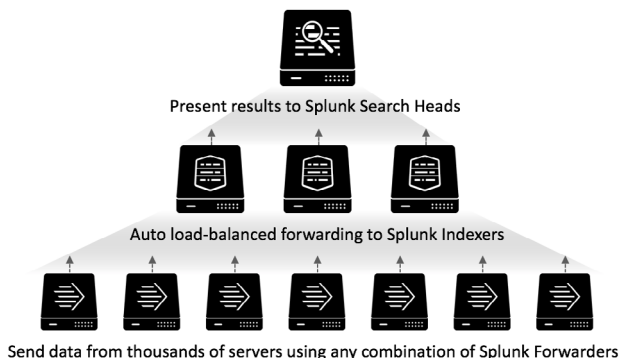 Present results to Splunk Search Heads
Auto load-balanced forwarding to Splunk Indexers
Send data from thousands of servers using any combination of Splunk Forwarders